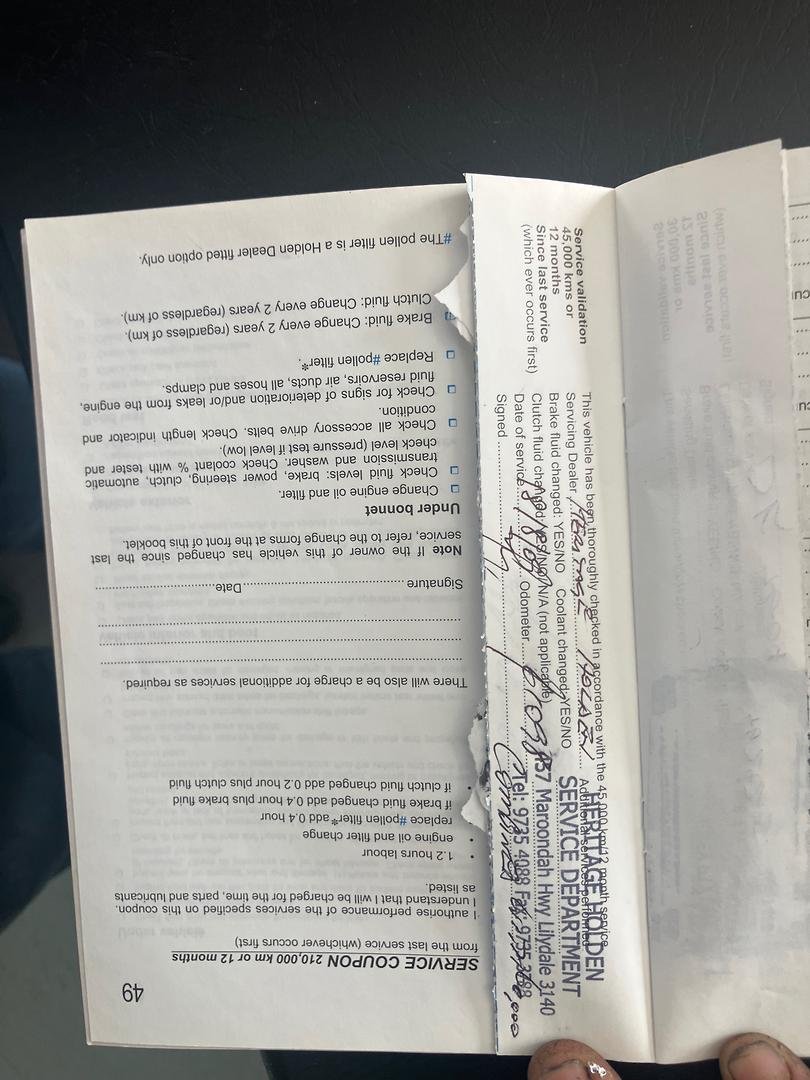 49
SERVICE COUPON 210,000 km or 12 months
from the last service (whichever occurs first)
I authorise performance of the services specified on this coupon.
I understand that I will be charged for the time, parts and lubricants
as listed.
• 1.2 hours labour
• engine oil and filter change
replace #pollen filter* add 0.4 hour
if brake fluid changed add 0.4 hour plus brake fluid
• if clutch fluid changed add 0.2 hour plus clutch fluid
There will also be a charge for additional services as required.
Signature ........................................Date..............................
Note If the owner of this vehicle has changed since the last
service, refer to the change forms at the front of this booklet.
Under bonnet
❑ Change engine oil and filter.
❑ Check fluid levels: brake, power steering, clutch, automatic
transmission and washer. Check coolant % with tester and
check level (pressure test if level low).
❑ Check all accessory drive belts. Check length indicator and
condition.
❑ Check for signs of deterioration and/or leaks from the engine,
fluid reservoirs, air ducts, all hoses and clamps.
❑ Replace #pollen filter*.
❑ Brake fluid: Change every 2 years (regardless of km).
Clutch fluid: Change every 2 years (regardless of km).
#The pollen filter is a Holden Dealer fitted option only.
Service validation
45,000 kms or
12 months
Since last service
(which ever occurs first)
This vehicle has been thoroughly checked in accordance with the 45,000 km/12 month service.
Servicing Dealer HERITAGE HOLDEN
Additional services performed
Brake fluid changed: YES/NO Coolant changed: YES/NO
Clutch fluid changed: YES/NO/N/A (not applicable)
Date of service Odometer
Signed
HERITAGE HOLDEN
SERVICE DEPARTMENT
457 Maroondah Hwy Lilydale 3140
Tel: 9735 4088 Fax: 9735 3788